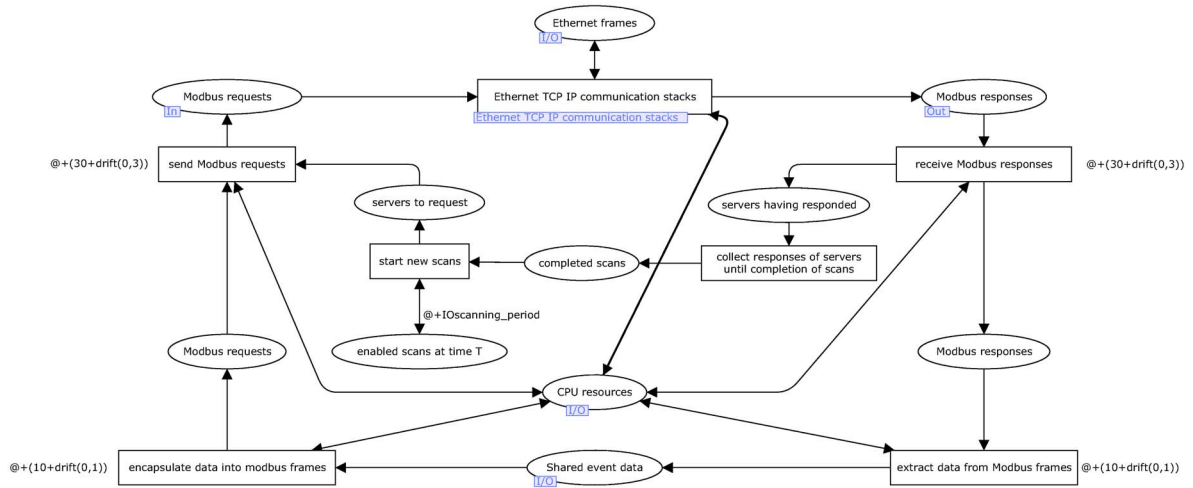 Ethernet frames
I/O
Modbus requests
In
Ethernet TCP IP communication stacks
Ethernet TCP IP communication stacks
Modbus responses
Out
@+(30+drift(0,3))
send Modbus requests
receive Modbus responses
@+(30+drift(0,3))
servers to request
servers having responded
start new scans
completed scans
collect responses of servers
until completion of scans
@+IOscanning_period
Modbus requests
enabled scans at time T
Modbus responses
CPU resources
I/O
@+(10+drift(0,1))
encapsulate data into modbus frames
Shared event data
I/O
extract data from Modbus frames
@+(10+drift(0,1))